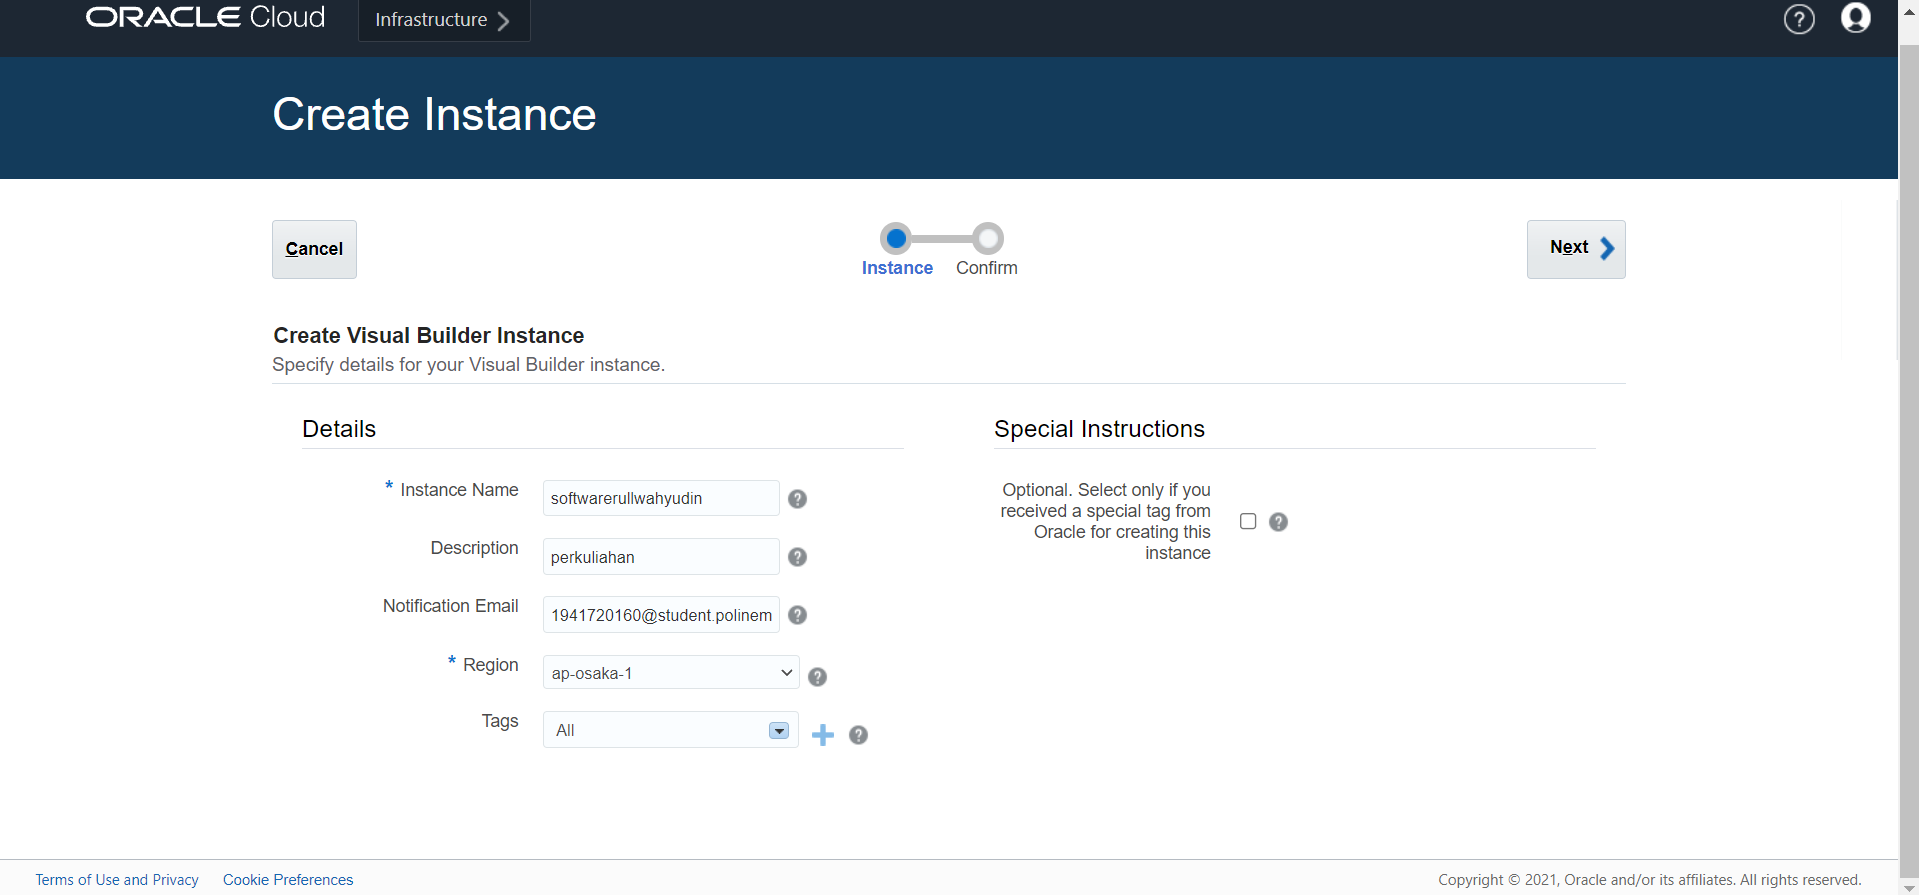 ORACLE Cloud
Infrastructure
Create Instance
Cancel
Instance
Confirm
Next
Create Visual Builder Instance
Specify details for your Visual Builder instance.
Details
* Instance Name
softwarerullwahyudin
Description
perkuliahan
Notification Email
1941720160@student.polinem
* Region
ap-osaka-1
Tags
All
Special Instructions
Optional. Select only if you
received a special tag from
Oracle for creating this
instance
Terms of Use and Privacy
Cookie Preferences
Copyright © 2021, Oracle and/or its affiliates. All rights reserved.